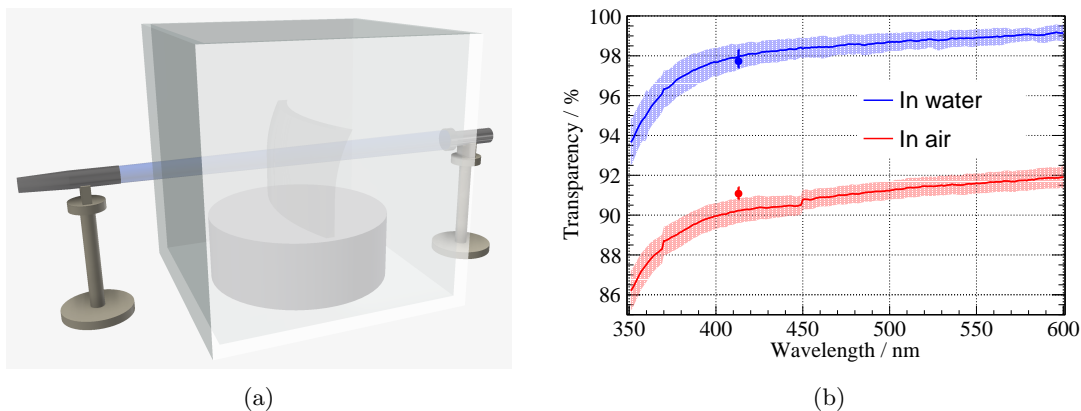 100
98
96
94
92
90
88
86
Transparency / %
In water
In air
350 400 450 500 550 600
Wavelength / nm
(a) (b)